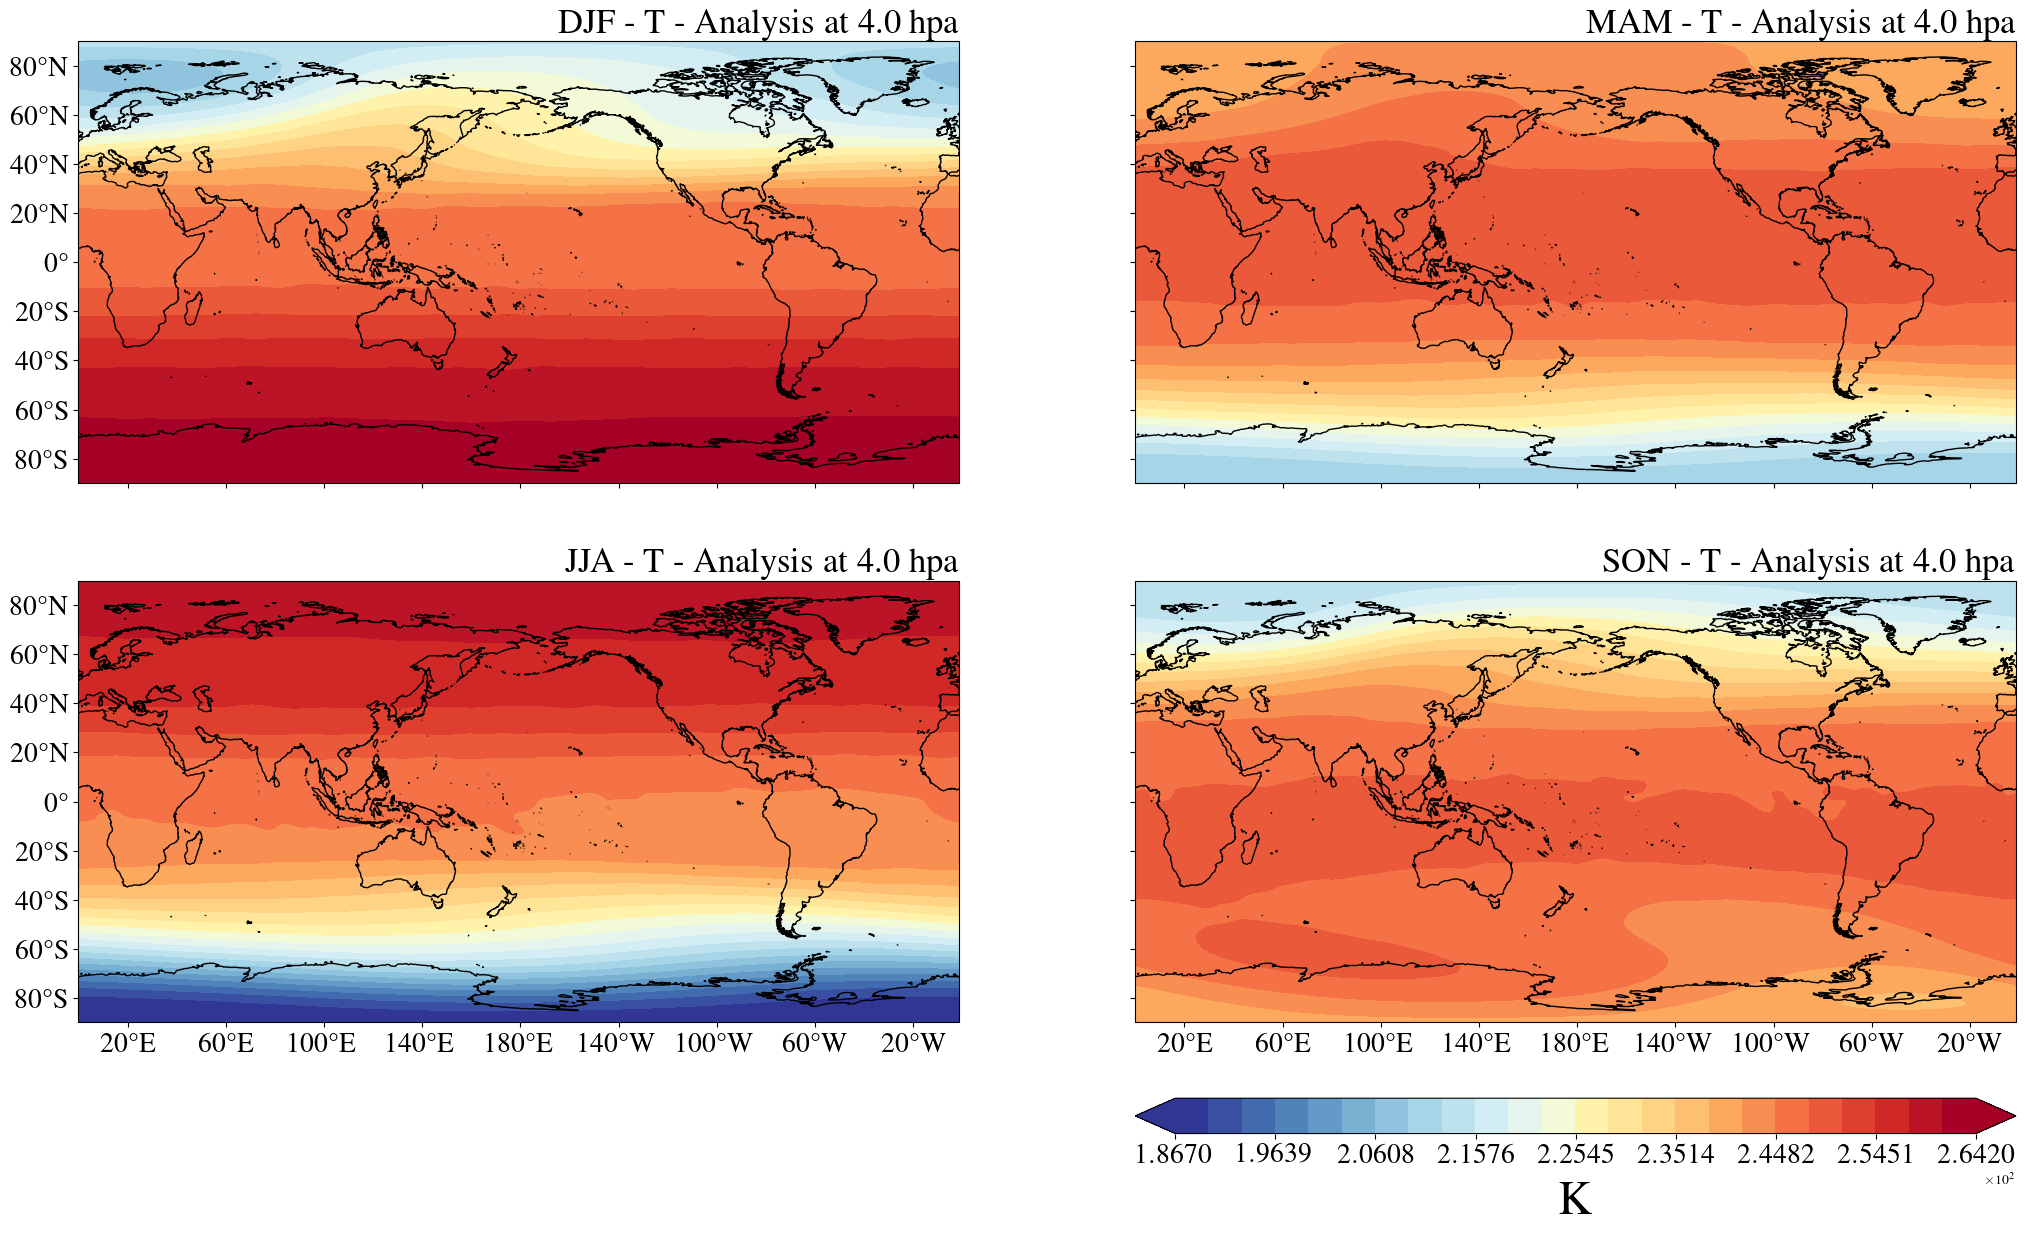 DJF - T - Analysis at 4.0 hpa
MAM - T - Analysis at 4.0 hpa
80°N
60°N
40°N
20°N
0°
20°S
40°S
60°S
80°S
JJA - T - Analysis at 4.0 hpa
SON - T - Analysis at 4.0 hpa
80°N
60°N
40°N
20°N
0°
20°S
40°S
60°S
80°S
20°E 60°E 100°E 140°E 180°E 140°W 100°W 60°W 20°W
20°E 60°E 100°E 140°E 180°E 140°W 100°W 60°W 20°W
1.8670 1.9639 2.0608 2.1576 2.2545 2.3514 2.4482 2.5451 2.6420
×10²
K